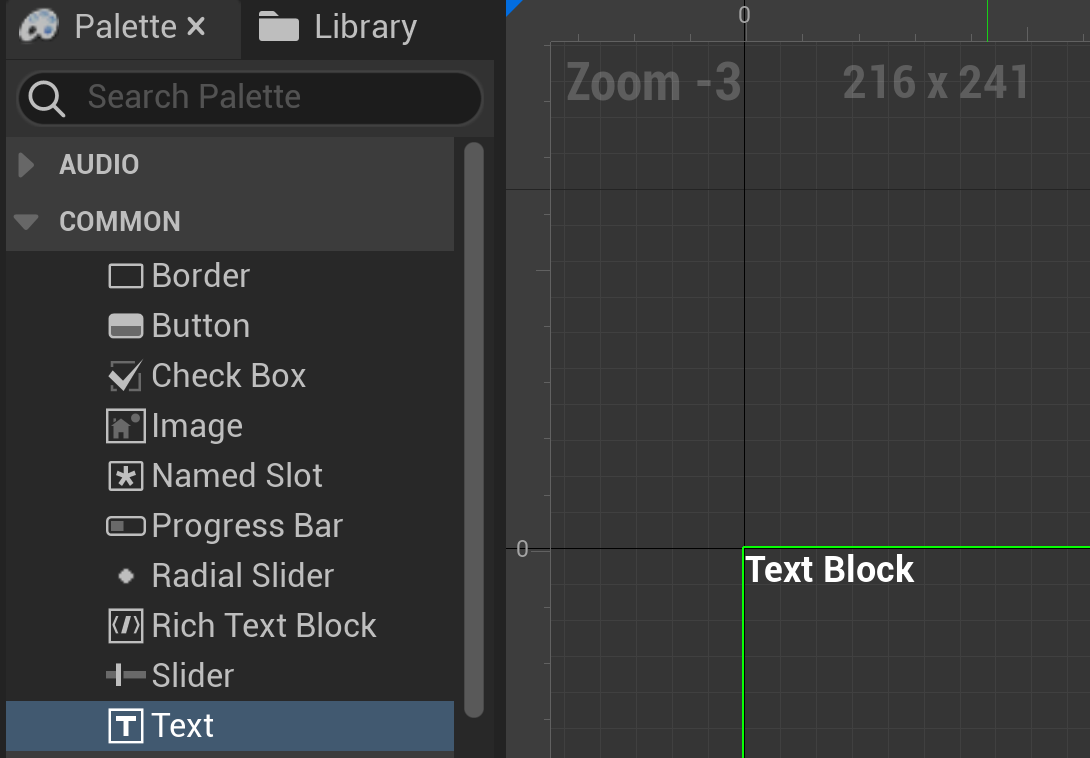 Palette
Library
Search Palette
AUDIO
COMMON
Border
Button
Check Box
Image
Named Slot
Progress Bar
Radial Slider
Rich Text Block
Slider
Text
0
Zoom -3
216 x 241
0
Text Block